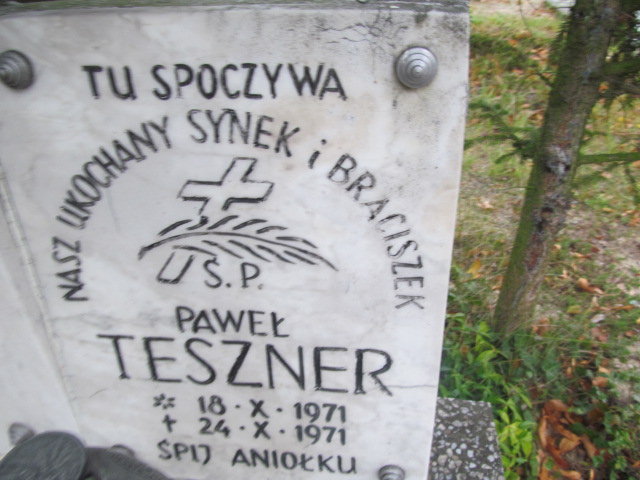 TU SPOCZYWA
NASZ UKOCHANY SYNEK i BRACISZEK
Ś.P.
PAWEŁ
TESZNER
* 18 · X · 1971
+ 24 · X · 1971
ŚPIJ ANIOŁKU